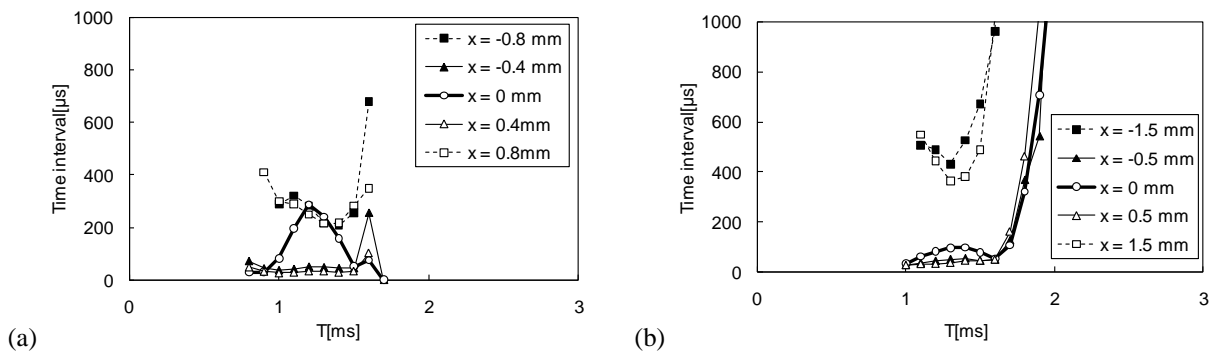 1000
800
600
400
200
0
Time interval[µs]
0
1
2
3
T[ms]
x = -0.8 mm
x = -0.4 mm
x = 0 mm
x = 0.4mm
x = 0.8mm
(a)
1000
800
600
400
200
0
Time interval[µs]
0
1
2
3
T[ms]
x = -1.5 mm
x = -0.5 mm
x = 0 mm
x = 0.5 mm
x = 1.5 mm
(b)